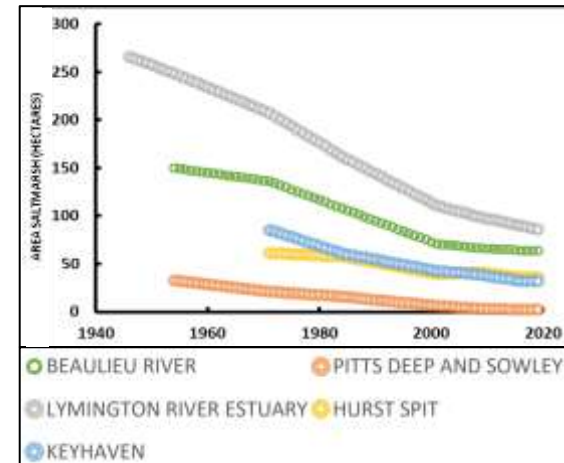 AREA SALTMARSH (HECTARES)
300
250
200
150
100
50
0
1940 1960 1980 2000 2020
BEAULIEU RIVER PITTS DEEP AND SOWLEY
LYMINGTON RIVER ESTUARY HURST SPIT
KEYHAVEN